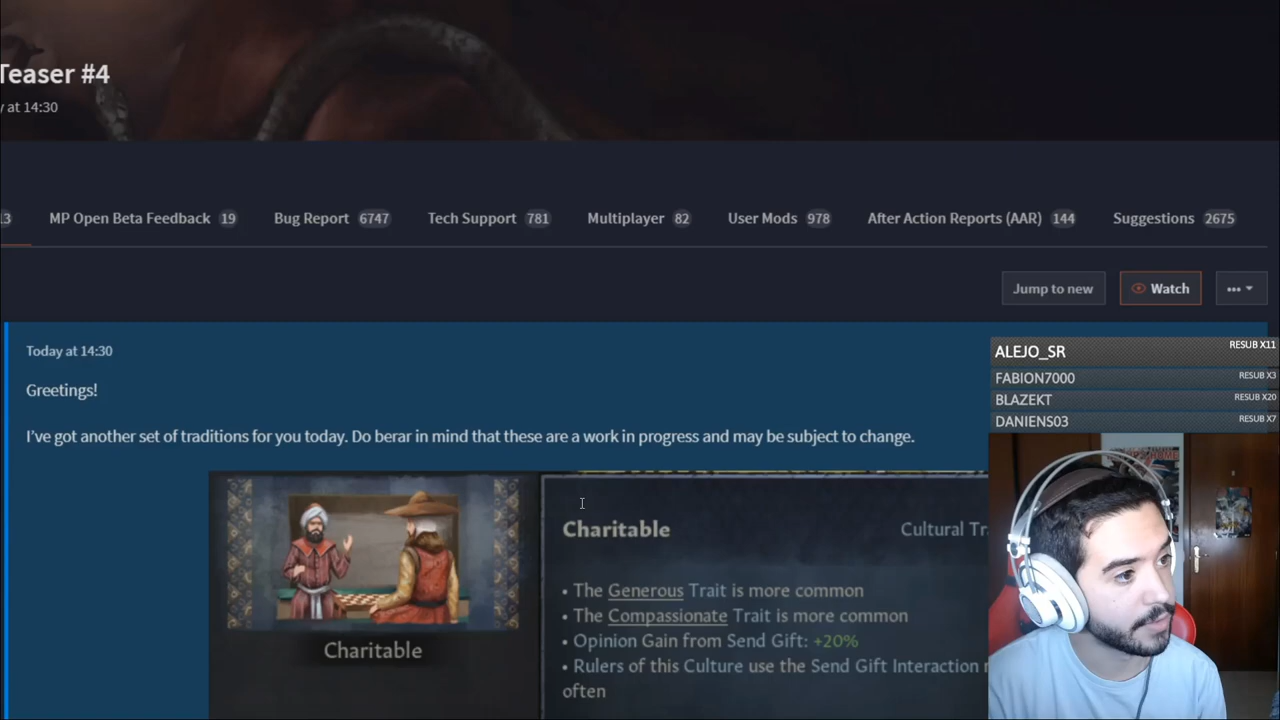 Teaser #4
at 14:30
13 MP Open Beta Feedback 19 Bug Report 6747 Tech Support 781 Multiplayer 82 User Mods 978 After Action Reports (AAR) 144 Suggestions 2675
Jump to new Watch
Today at 14:30
Greetings!
I've got another set of traditions for you today. Do berar in mind that these are a work in progress and may be subject to change.
Charitable
Charitable Cultural
• The Generous Trait is more common
• The Compassionate Trait is more common
• Opinion Gain from Send Gift: +20%
• Rulers of this Culture use the Send Gift Interaction
often
ALEJO_SR RESUB X11
FABION7000 RESUB X3
BLAZEKT RESUB X20
DANIENS03 RESUB X7